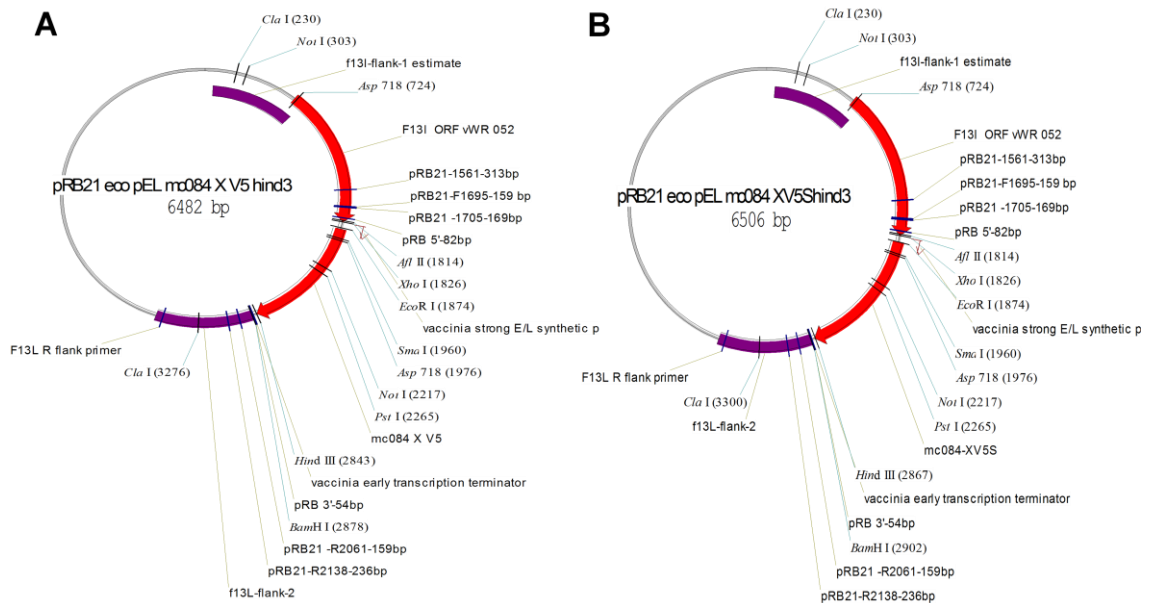 A
Cla I (230)
Not I (303)
f13l-flank-1 estimate
Asp 718 (724)
F13l ORF vWR 052
pRB21 eco pEL mc084 X V5 hind3
6482 bp
pRB21-1561-313bp
pRB21-F1695-159 bp
pRB21 -1705-169bp
pRB 5'-82bp
Afl II (1814)
Xho I (1826)
EcoR I (1874)
vaccinia strong E/L synthetic p
F13L R flank primer
Sma I (1960)
Cla I (3276)
Asp 718 (1976)
Not I (2217)
Pst I (2265)
mc084 X V5
Hind III (2843)
vaccinia early transcription terminator
pRB 3'-54bp
BamH I (2878)
pRB21 -R2061-159bp
pRB21-R2138-236bp
f13L-flank-2
B
Cla I (230)
Not I (303)
f13l-flank-1 estimate
Asp 718 (724)
F13l ORF vWR 052
pRB21-1561-313bp
pRB21 eco pEL mc084 XV5Shind3
6506 bp
pRB21-F1695-159 bp
pRB21 -1705-169bp
pRB 5'-82bp
Afl II (1814)
Xho I (1826)
EcoR I (1874)
vaccinia strong E/L synthetic p
Sma I (1960)
F13L R flank primer
Asp 718 (1976)
Cla I (3300)
Not I (2217)
f13L-flank-2
Pst I (2265)
mc084-XV5S
Hind III (2867)
vaccinia early transcription terminator
pRB 3'-54bp
BamH I (2902)
pRB21 -R2061-159bp
pRB21-R2138-236bp